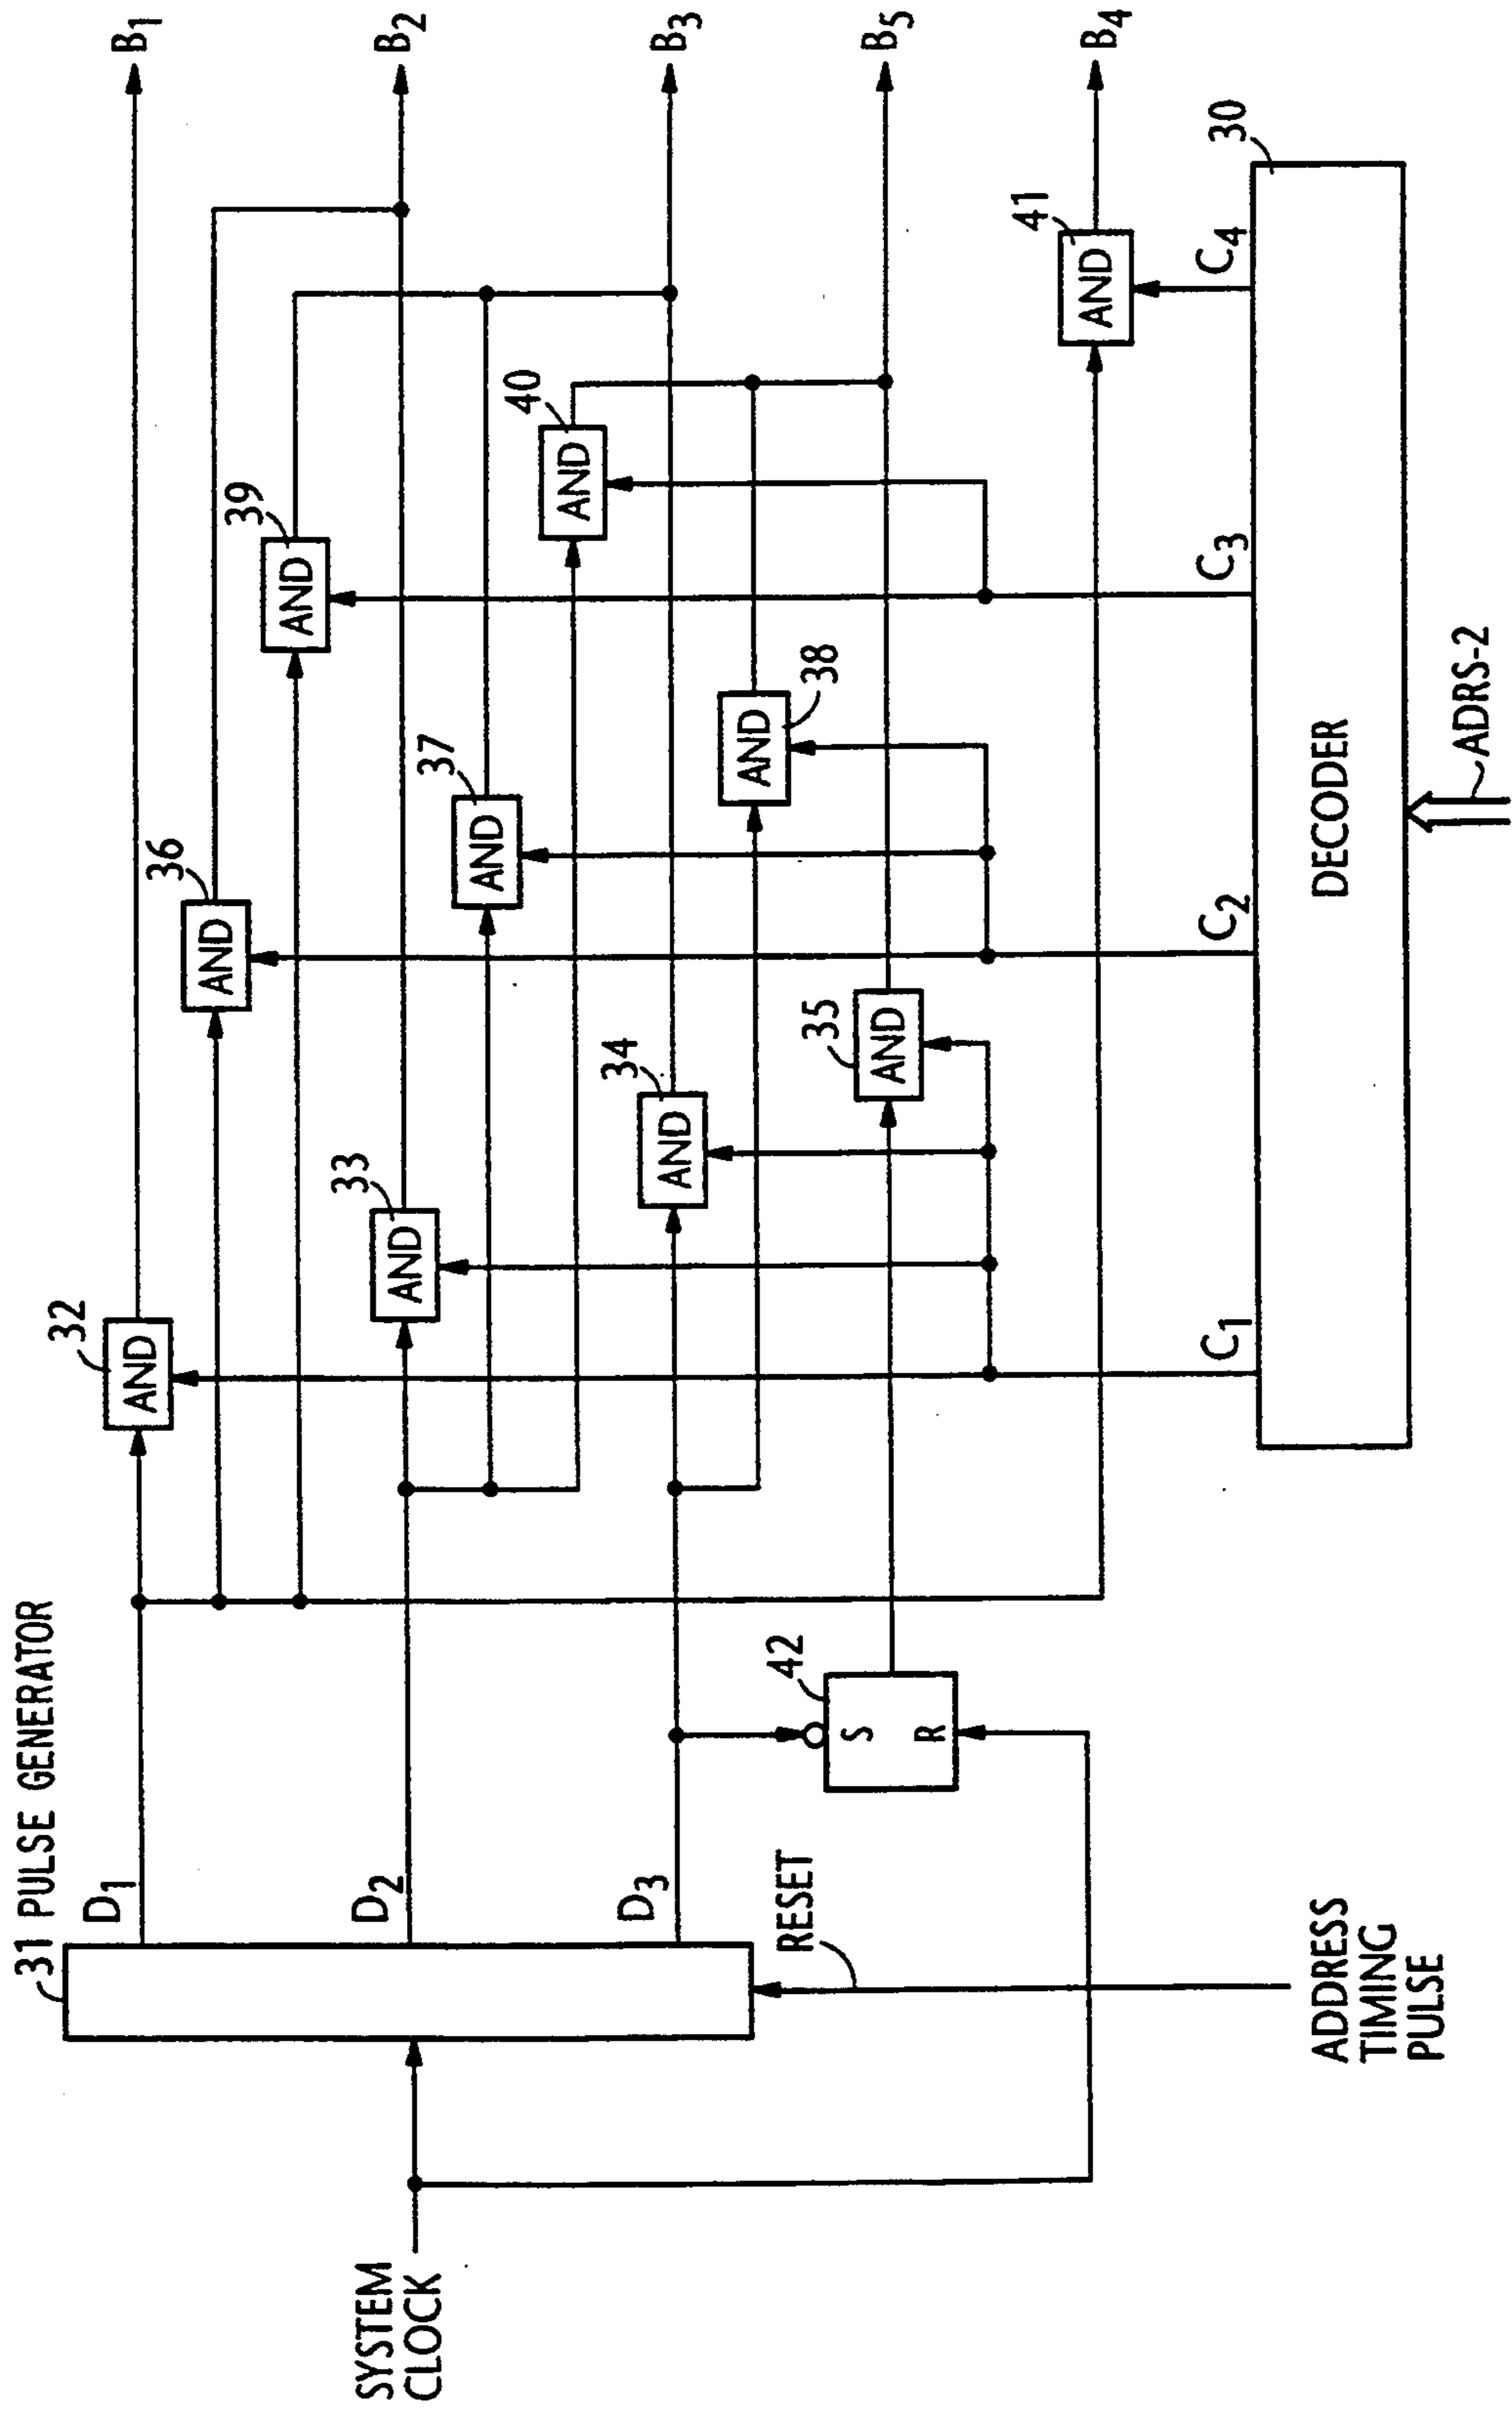 31 PULSE GENERATOR
SYSTEM
CLOCK
D1
D2
D3
RESET
ADDRESS
TIMING
PULSE
42
S
R
32
AND
33
AND
34
AND
35
AND
36
AND
37
AND
38
AND
39
AND
40
AND
41
AND
B1
B2
B3
B5
B4
C1
C2
C3
C4
30
DECODER
ADRS-2